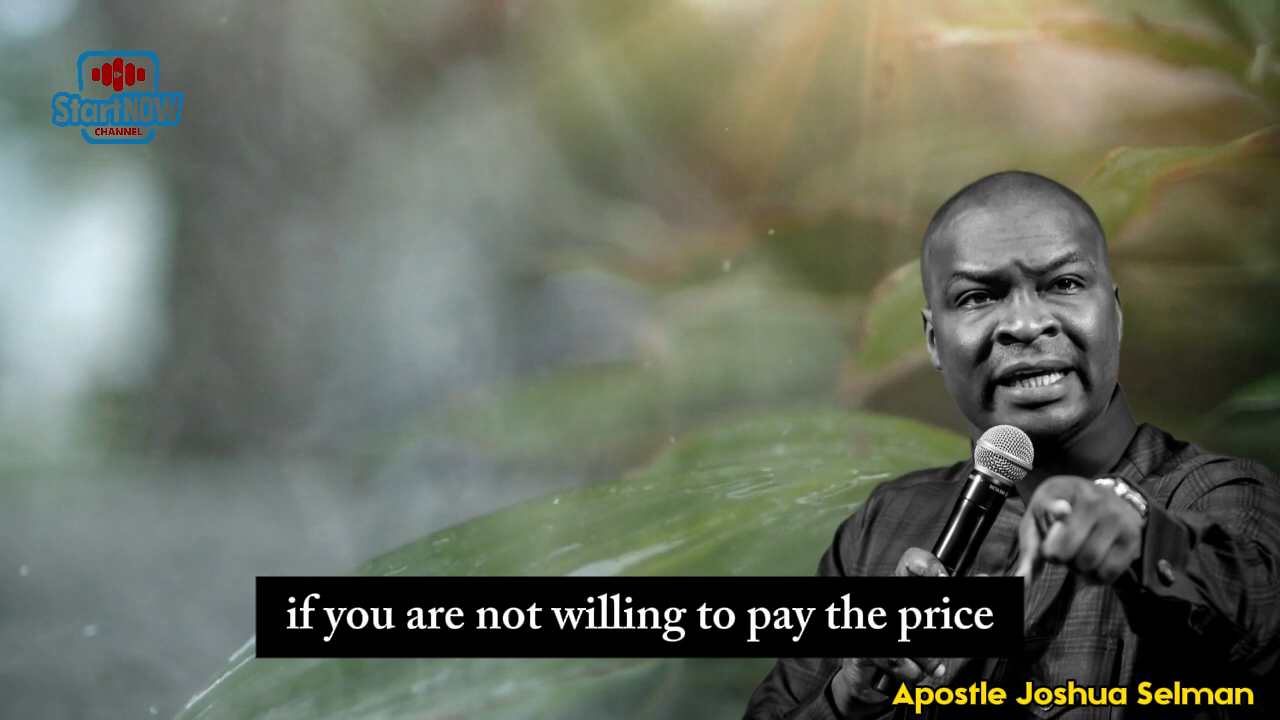 StartNOW
CHANNEL
if you are not willing to pay the price
Apostle Joshua Selman